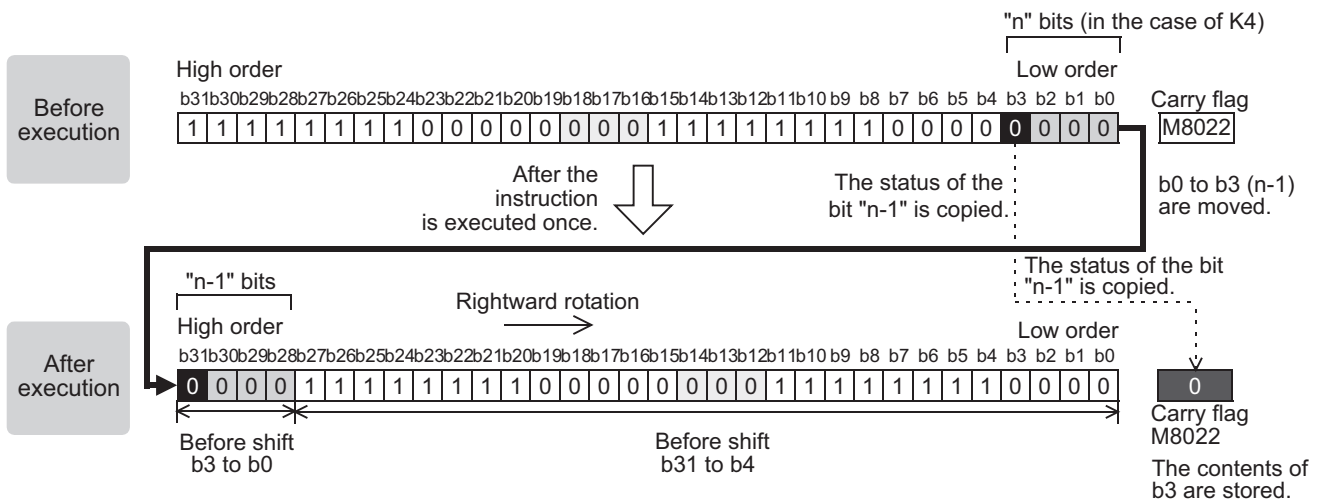 "n" bits (in the case of K4)
High order
Low order
b31b30b29b28b27b26b25b24b23b22b21b20b19b18b17b16b15b14b13b12b11b10 b9 b8 b7 b6 b5 b4 b3 b2 b1 b0
Before
execution
1 1 1 1 1 1 1 1 0 0 0 0 0 0 0 0 1 1 1 1 1 1 1 1 0 0 0 0 0 0 0 0
Carry flag
M8022
After the
instruction
is executed once.
The status of the
bit "n-1" is copied.
b0 to b3 (n-1)
are moved.
The status of the bit
"n-1" is copied.
"n-1" bits
Rightward rotation
High order
Low order
b31b30b29b28b27b26b25b24b23b22b21b20b19b18b17b16b15b14b13b12b11b10 b9 b8 b7 b6 b5 b4 b3 b2 b1 b0
After
execution
0 0 0 0 1 1 1 1 1 1 1 1 0 0 0 0 0 0 0 0 1 1 1 1 1 1 1 1 0 0 0 0
0
Carry flag
M8022
Before shift
b3 to b0
Before shift
b31 to b4
The contents of
b3 are stored.